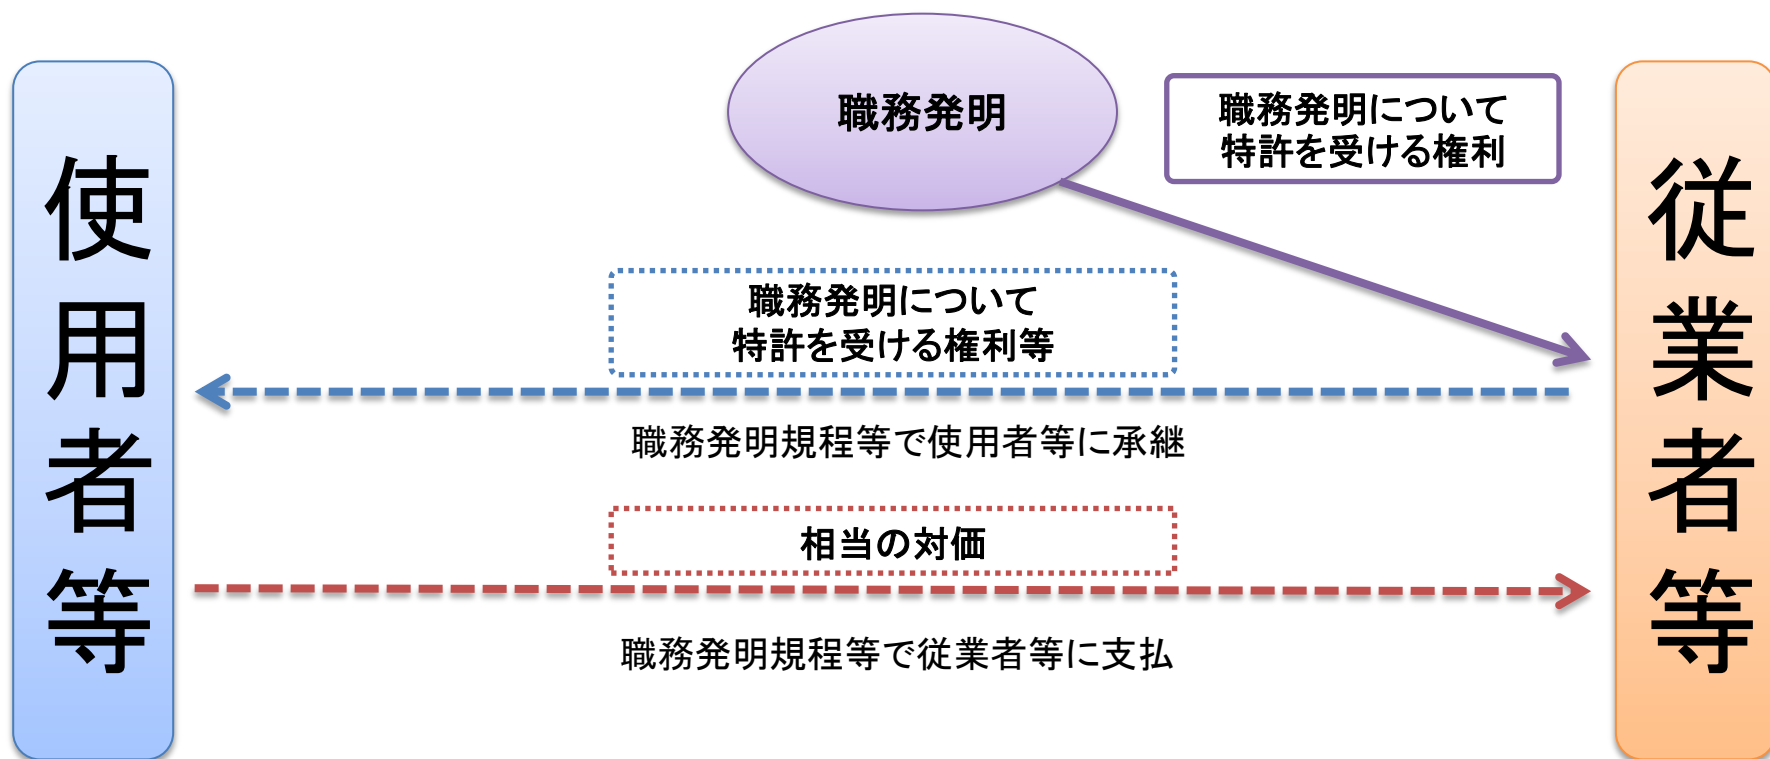 使用者等
職務発明
職務発明について
特許を受ける権利
職務発明について
特許を受ける権利等
職務発明規程等で使用者等に承継
相当の対価
職務発明規程等で従業者等に支払
従業者等